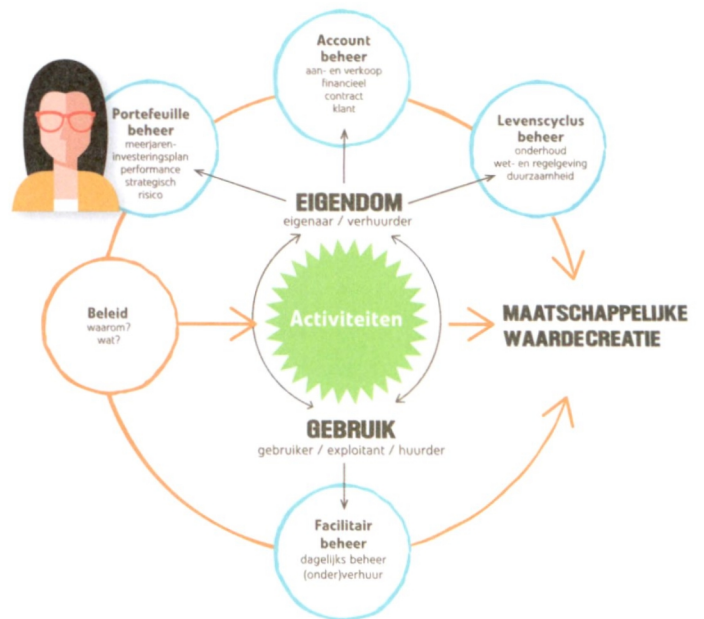 Account
beheer
aan- en verkoop
financieel
contract
klant
Portefeuille
beheer
meerjaren-
investeringsplan
performance
strategisch
risico
Levenscyclus
beheer
onderhoud
wet- en regelgeving
duurzaamheid
EIGENDOM
eigenaar / verhuurder
Beleid
waarom?
wat?
Activiteiten
MAATSCHAPPELIJKE
WAARDECREATIE
GEBRUIK
gebruiker / exploitant / huurder
Facilitair
beheer
dagelijks beheer
(onder)verhuur